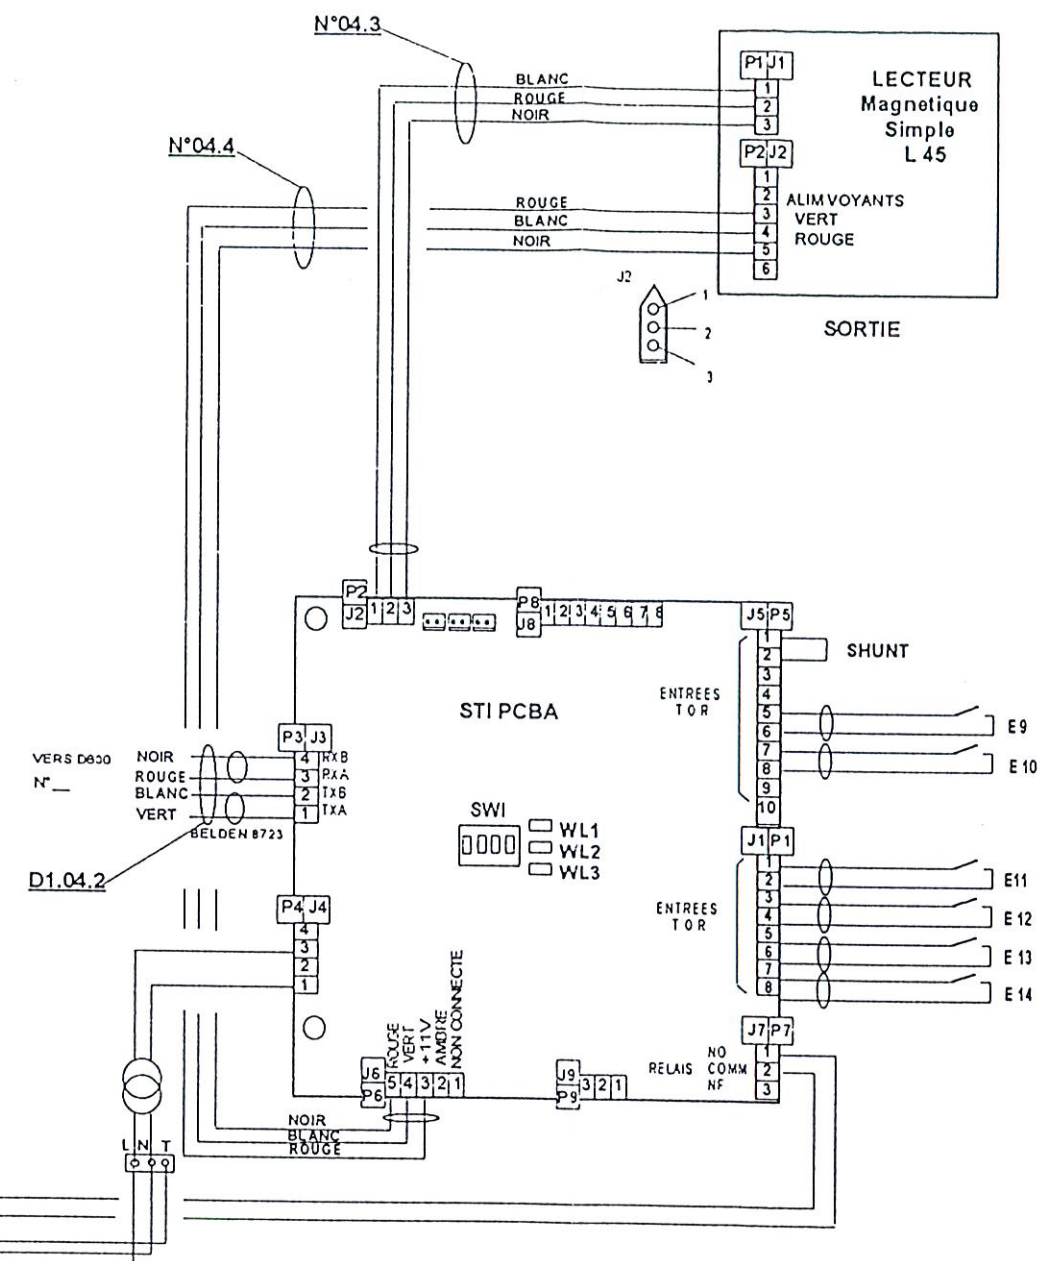 N°04.3
P1 J1
1
2
3
LECTEUR
Magnetique
Simple
L 45
BLANC
ROUGE
NOIR
N°04.4
P2 J2
1
2
3
4
5
6
ALIM VOYANTS
VERT
ROUGE
ROUGE
BLANC
NOIR
J2
1
2
3
SORTIE
P2
J2
1 2 3
P8
J8
1 2 3 4 5 6 7 8
J5 P5
1
2
3
4
5
6
7
8
9
10
SHUNT
ENTREES
T O R
E 9
E 10
STI PCBA
P3 J3
4 RXB
3 RXA
2 TXB
1 TXA
VERS D630
N° __
NOIR
ROUGE
BLANC
VERT
BELDEN 8723
D1.04.2
SWI
WL1
WL2
WL3
J1 P1
1
2
3
4
5
6
7
8
ENTREES
T O R
E11
E 12
E 13
E 14
P4 J4
4
3
2
1
ROUGE
VERT
+11V
AMBRE
NON CONNECTE
J6
P6
5 4 3 2 1
J9
P9
3 2 1
J7 P7
1
2
3
RELAIS
NO
COMM
NF
NOIR
BLANC
ROUGE
L N T